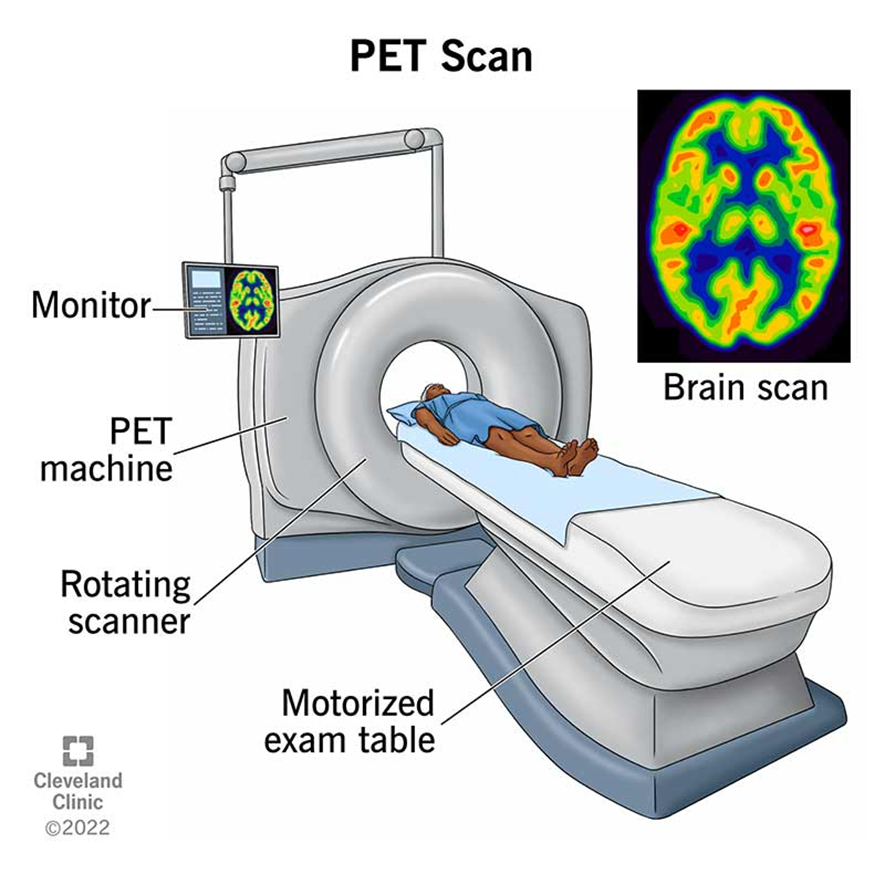 PET Scan
Brain scan
Monitor
PET
machine
Rotating
scanner
Motorized
exam table
Cleveland
Clinic
©2022